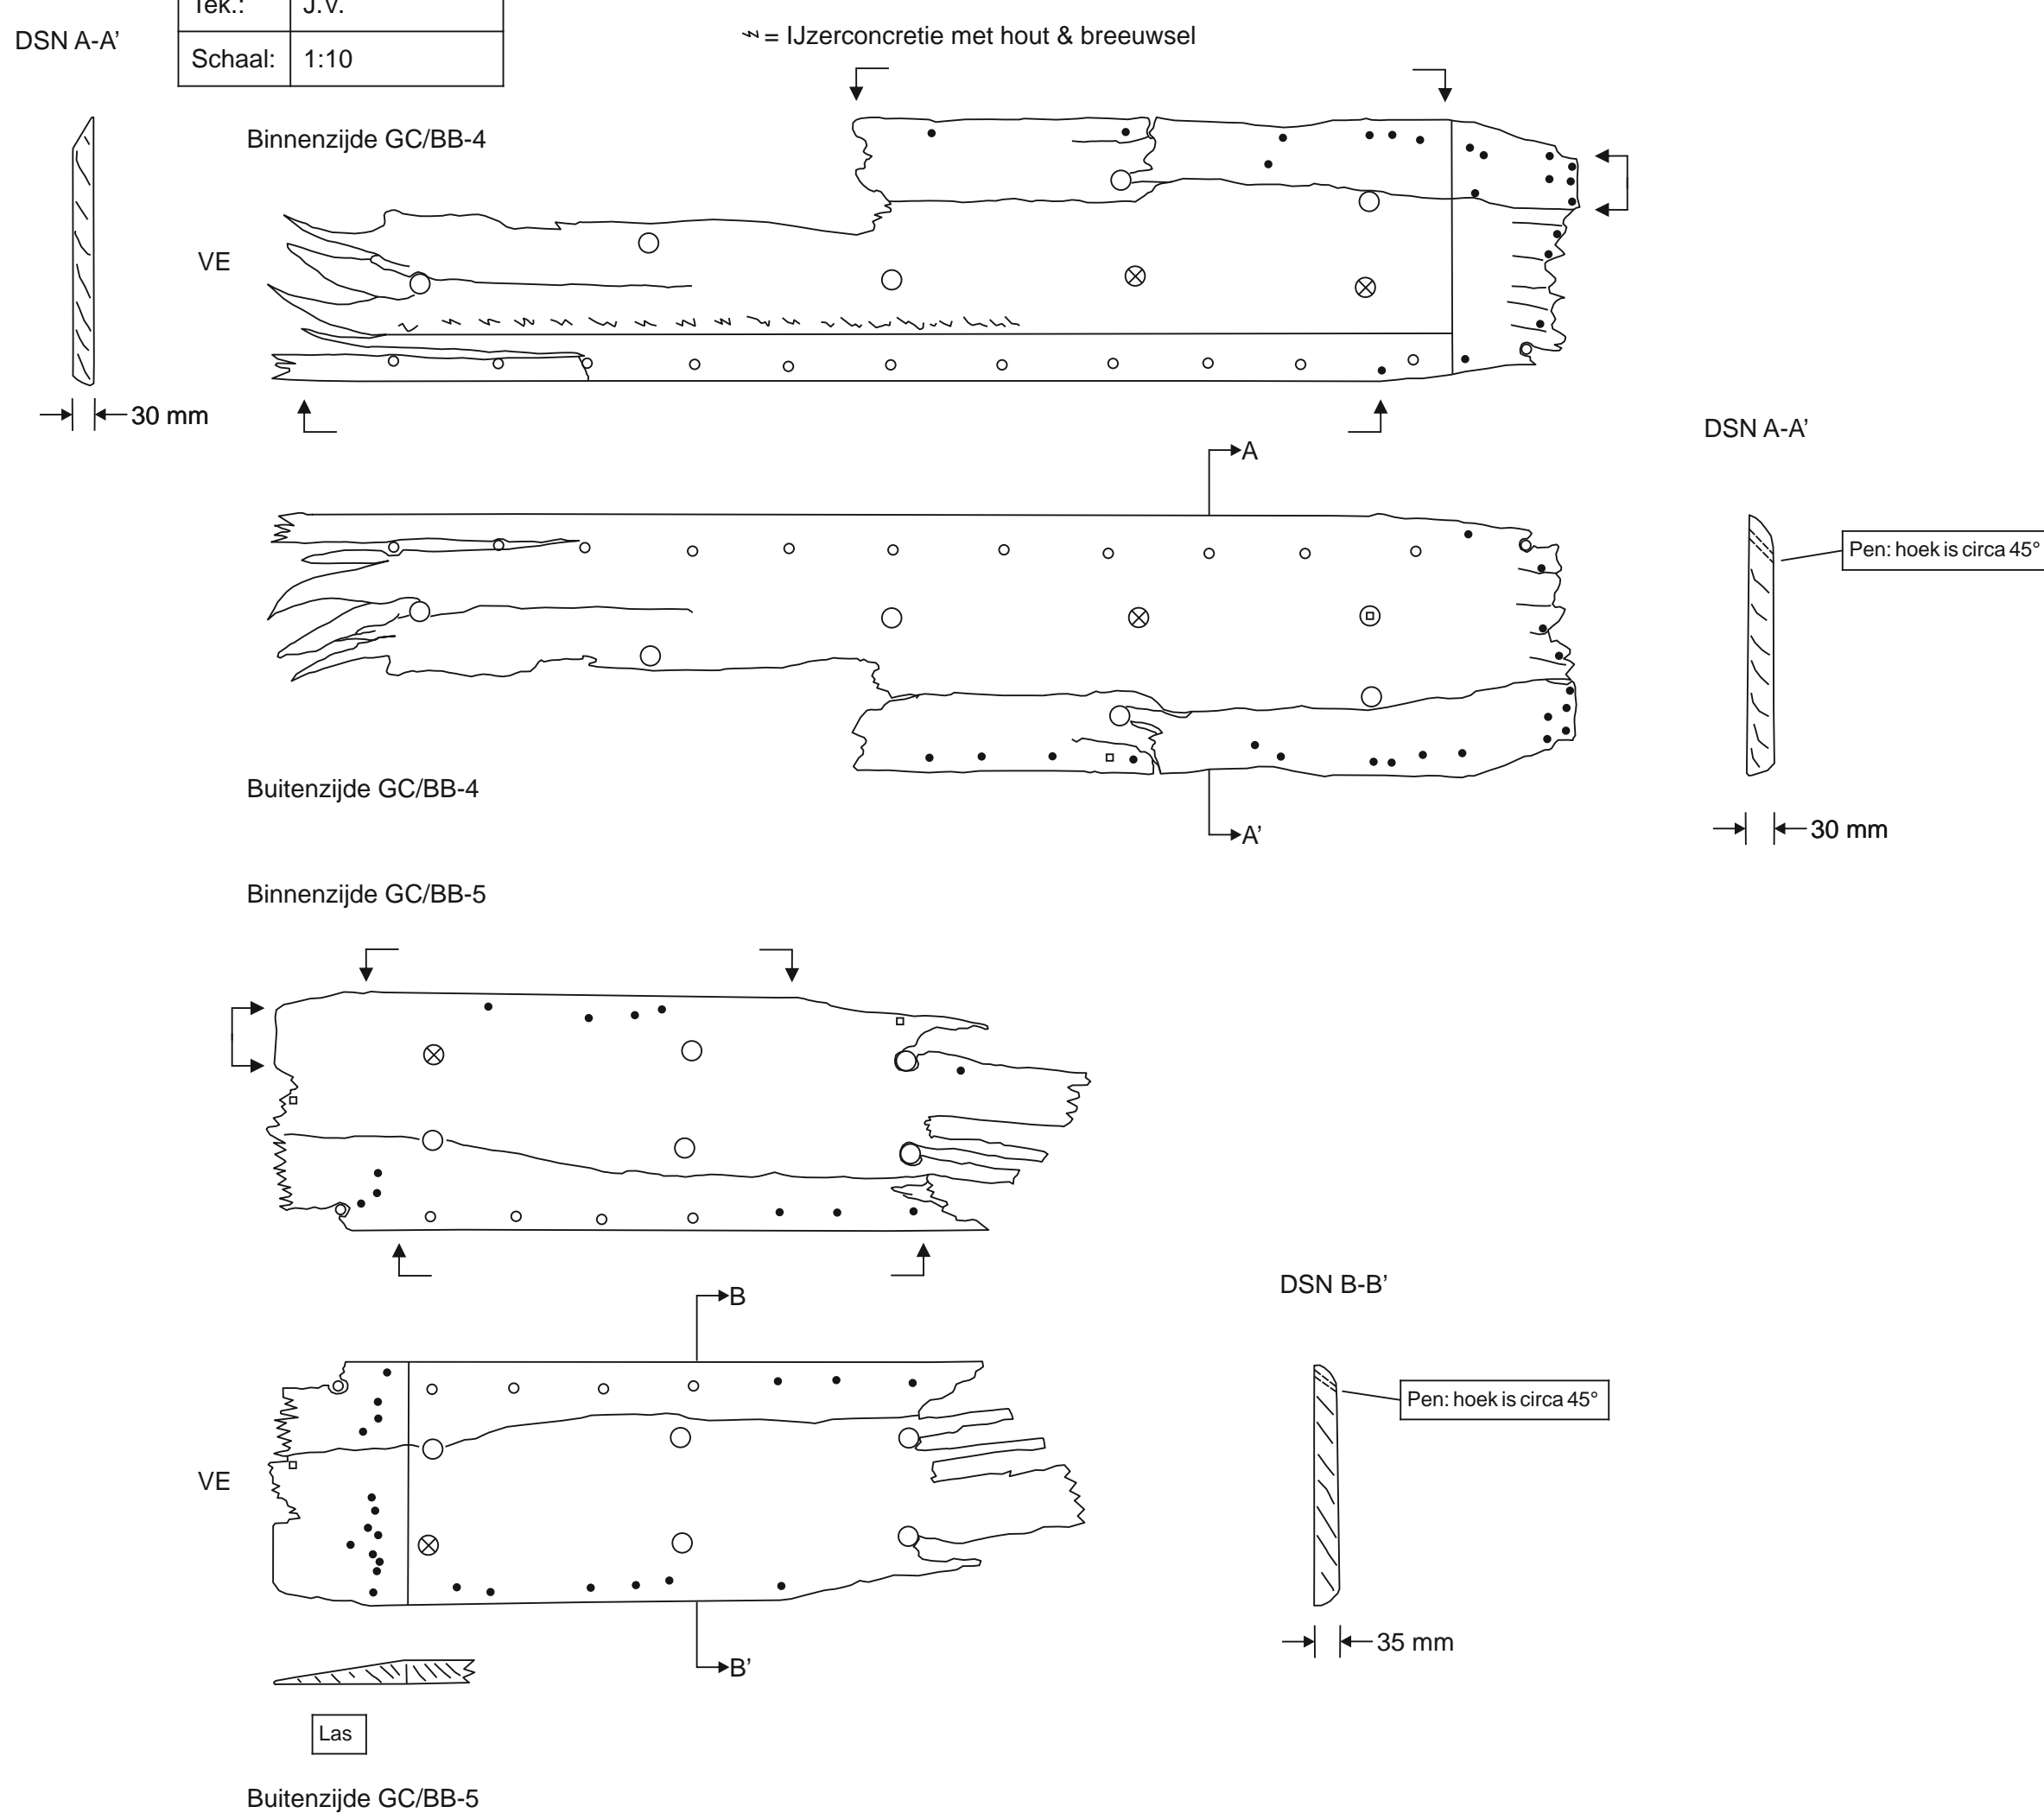 Tek.: J.V.
DSN A-A’
= IJzerconcretie met hout & breeuwsel
Schaal: 1:10
Binnenzijde GC/BB-4
VE
30 mm
DSN A-A’
A
Pen: hoek is circa 45°
Buitenzijde GC/BB-4
30 mm
A’
Binnenzijde GC/BB-5
DSN B-B’
B
Pen: hoek is circa 45°
VE
35 mm
B’
Las
Buitenzijde GC/BB-5